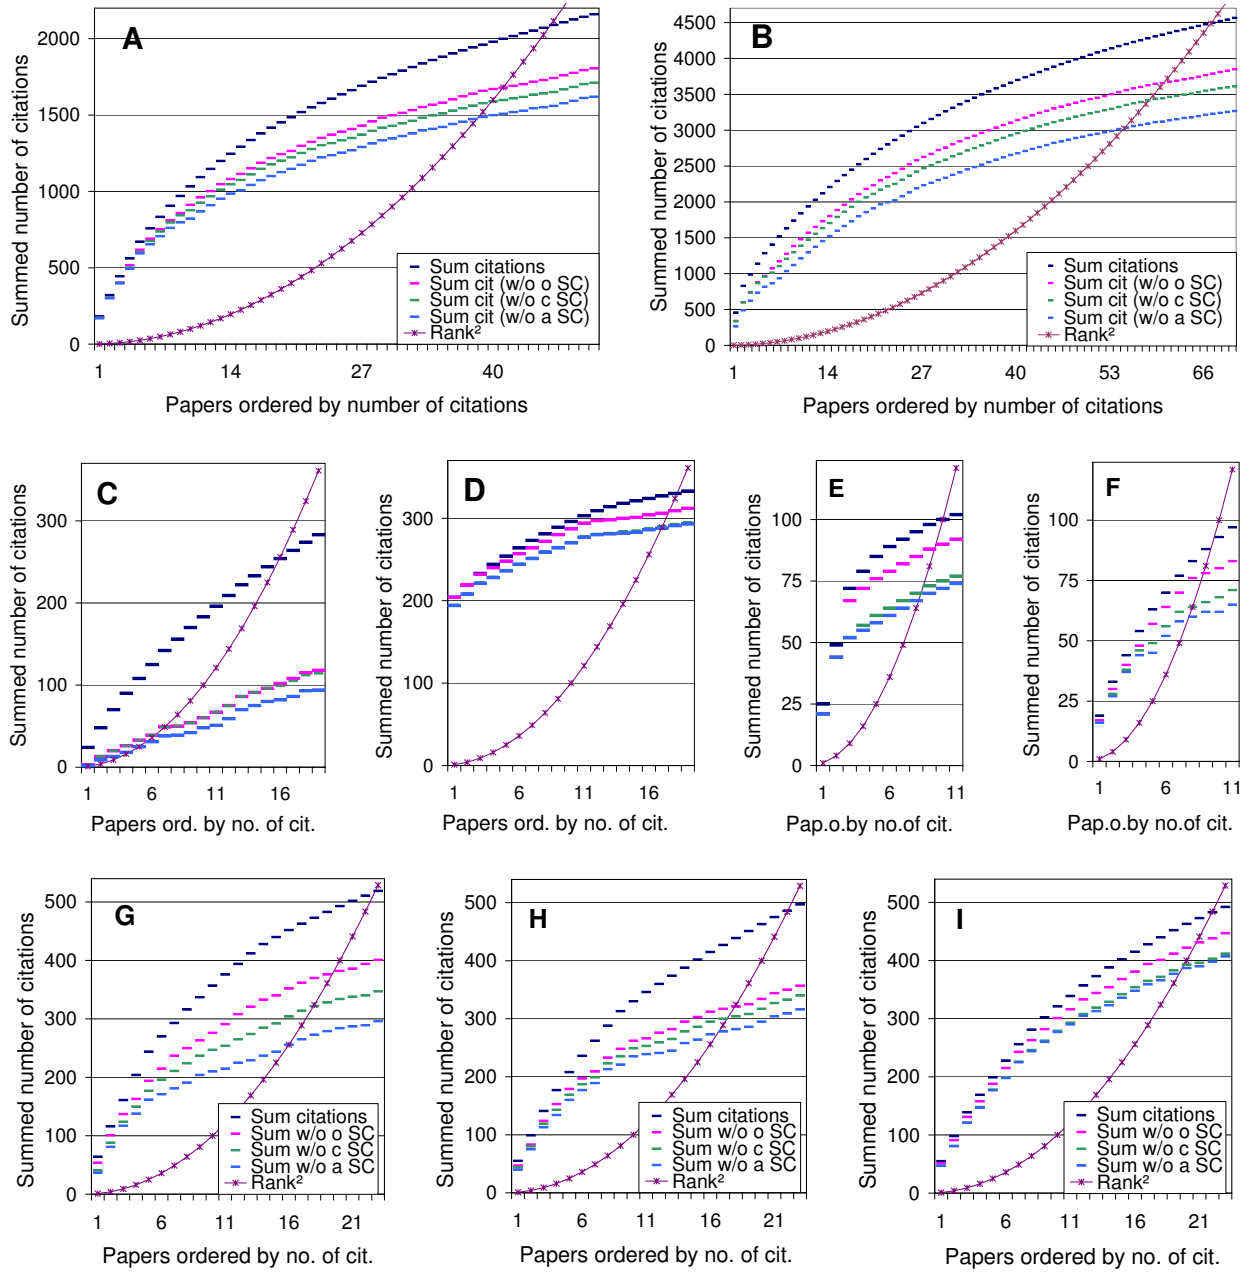 A
Summed number of citations
2000
1500
1000
500
0
Sum citations
Sum cit (w/o o SC)
Sum cit (w/o c SC)
Sum cit (w/o a SC)
Rank²
1 14 27 40
Papers ordered by number of citations
B
Summed number of citations
4500
4000
3500
3000
2500
2000
1500
1000
500
0
Sum citations
Sum cit (w/o o SC)
Sum cit (w/o c SC)
Sum cit (w/o a SC)
Rank²
1 14 27 40 53 66
Papers ordered by number of citations
C
Summed number of citations
300
200
100
0
1 6 11 16
Papers ord. by no. of cit.
D
Summed number of citations
300
200
100
0
1 6 11 16
Papers ord. by no. of cit.
E
Summed number of citations
100
75
50
25
0
1 6 11
Pap.o.by no.of cit.
F
Summed number of citations
100
75
50
25
0
1 6 11
Pap.o.by no.of cit.
G
Summed number of citations
500
400
300
200
100
0
Sum citations
Sum w/o o SC
Sum w/o c SC
Sum w/o a SC
Rank²
1 6 11 16 21
Papers ordered by no. of cit.
H
Summed number of citations
500
400
300
200
100
0
Sum citations
Sum w/o o SC
Sum w/o c SC
Sum w/o a SC
Rank²
1 6 11 16 21
Papers ordered by no. of cit.
I
Summed number of citations
500
400
300
200
100
0
Sum citations
Sum w/o o SC
Sum w/o c SC
Sum w/o a SC
Rank²
1 6 11 16 21
Papers ordered by no. of cit.